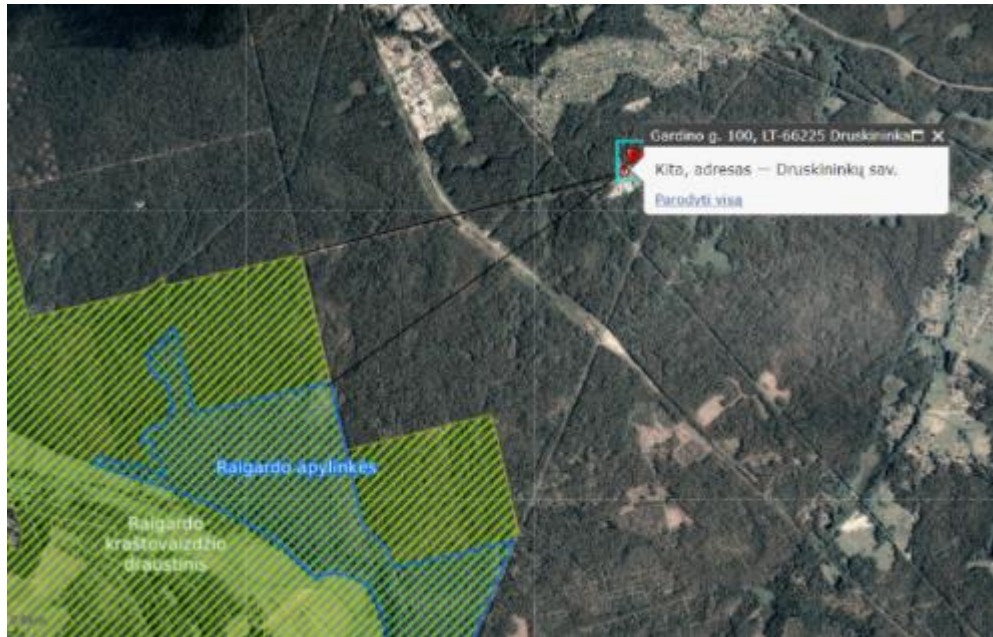 Gardino g. 100, LT-66225 Druskininka
Kita, adresas — Druskininkų sav.
Parodyti visą
Raigardo apylinkės
Raigardo
kraštovaizdžio
draustinis